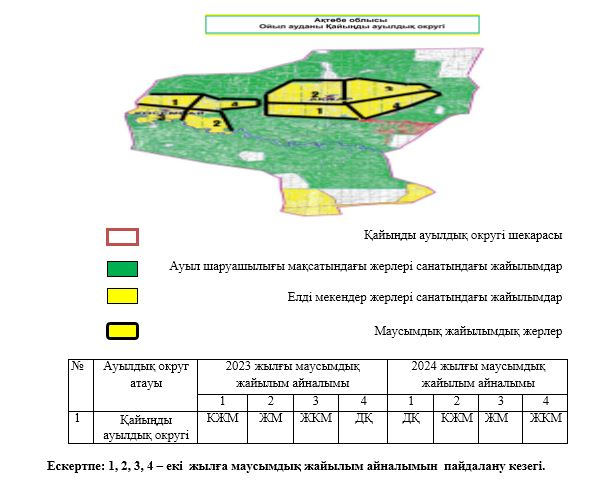 Ақтөбе облысы
Ойыл ауданы Қайыңды ауылдық округі
2
3
4
1
1
4
3
2
Қайыңды ауылдық округі шекарасы
Ауыл шаруашылығы мақсатындағы жерлері санатындағы жайылымдар
Елді мекендер жерлері санатындағы жайылымдар
Маусымдық жайылымдық жерлер
№ Ауылдық округ атауы 2023 жылғы маусымдық жайылым айналымы 2024 жылғы маусымдық жайылым айналымы
1 2 3 4 1 2 3 4
1 Қайыңды ауылдық округі КЖМ ЖМ ЖКМ ДҚ ДҚ КЖМ ЖМ ЖКМ
Ескертпе: 1, 2, 3, 4 – екі жылға маусымдық жайылым айналымын пайдалану кезегі.